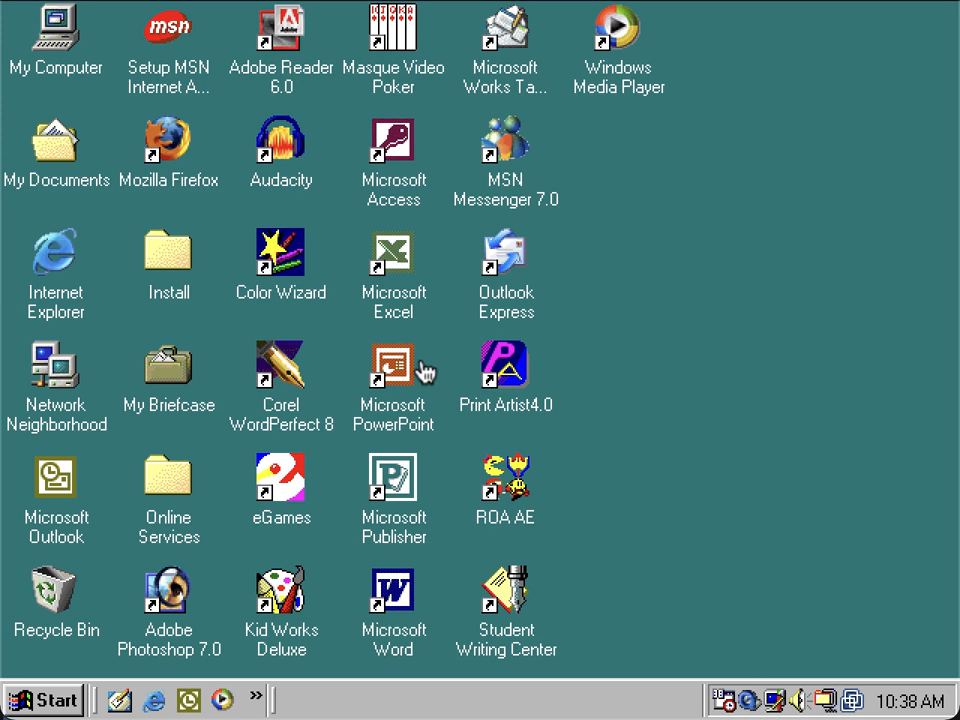 My Computer
Setup MSN
Internet A...
Adobe Reader
6.0
Masque Video
Poker
Microsoft
Works Ta...
Windows
Media Player
My Documents
Mozilla Firefox
Audacity
Microsoft
Access
MSN
Messenger 7.0
Internet
Explorer
Install
Color Wizard
Microsoft
Excel
Outlook
Express
Network
Neighborhood
My Briefcase
Corel
WordPerfect 8
Microsoft
PowerPoint
Print Artist4.0
Microsoft
Outlook
Online
Services
eGames
Microsoft
Publisher
ROA AE
Recycle Bin
Adobe
Photoshop 7.0
Kid Works
Deluxe
Microsoft
Word
Student
Writing Center
Start
10:38 AM